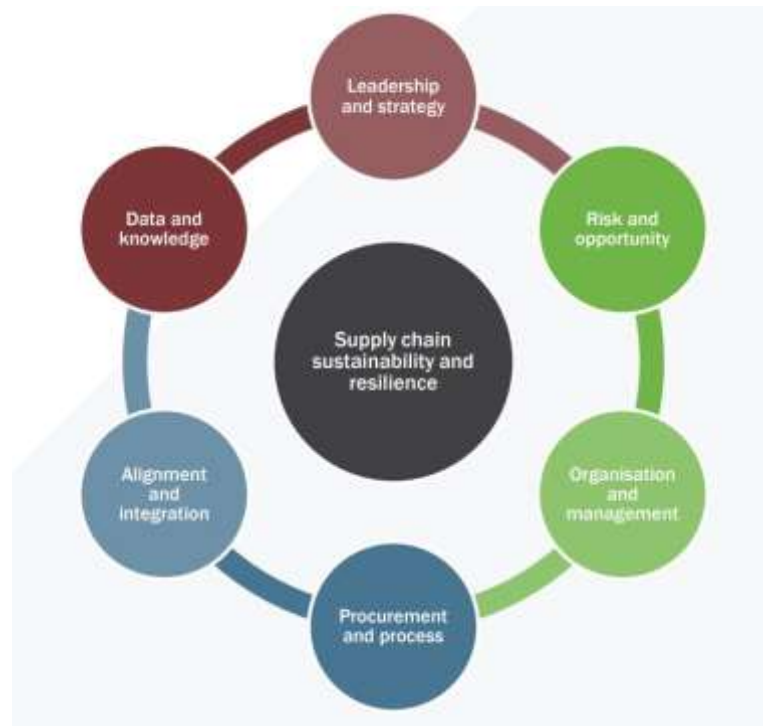 Leadership
and strategy
Risk and
opportunity
Organisation
and
management
Procurement
and process
Alignment
and
integration
Data and
knowledge
Supply chain
sustainability and
resilience